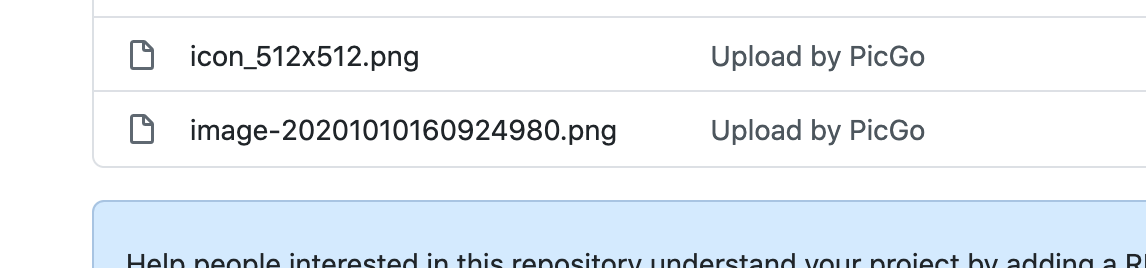 icon_512x512.png Upload by PicGo
image-20201010160924980.png Upload by PicGo
Help people interested in this repository understand your project by adding a